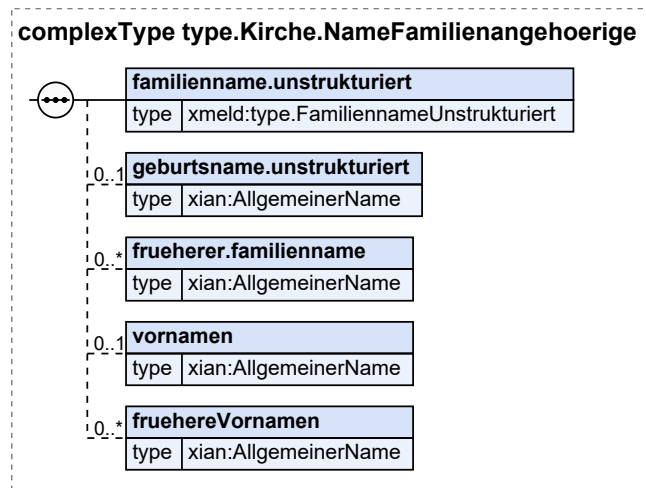 complexType type.Kirche.NameFamilienangehoerige
familienname.unstrukturiert
type xmeld:type.FamiliennameUnstrukturiert
0..1 geburtsname.unstrukturiert
type xian:AllgemeinerName
0..* frueherer.familienname
type xian:AllgemeinerName
0..1 vornamen
type xian:AllgemeinerName
0..* fruehereVornamen
type xian:AllgemeinerName